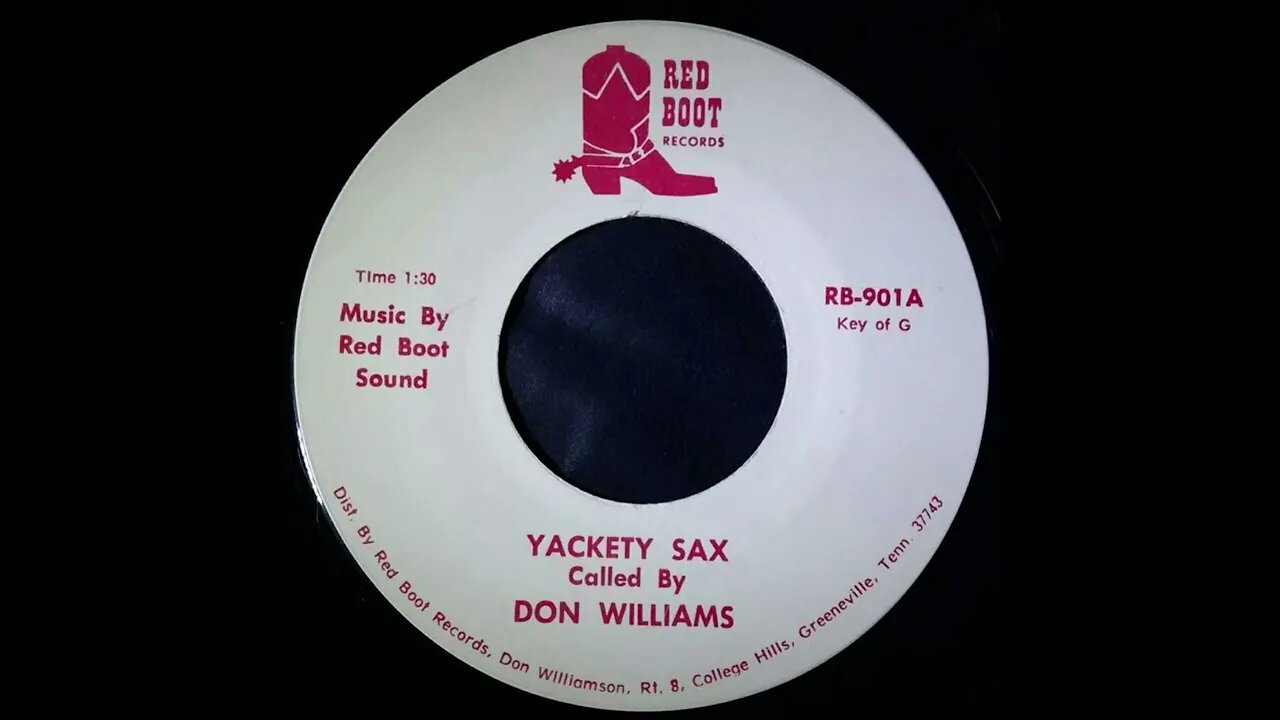 RED
BOOT
RECORDS
Time 1:30
Music By
Red Boot
Sound
RB-901A
Key of G
YACKETY SAX
Called By
DON WILLIAMS
Dist. By Red Boot Records, Don Williamson, Rt. 8, College Hills, Greeneville, Tenn. 37743